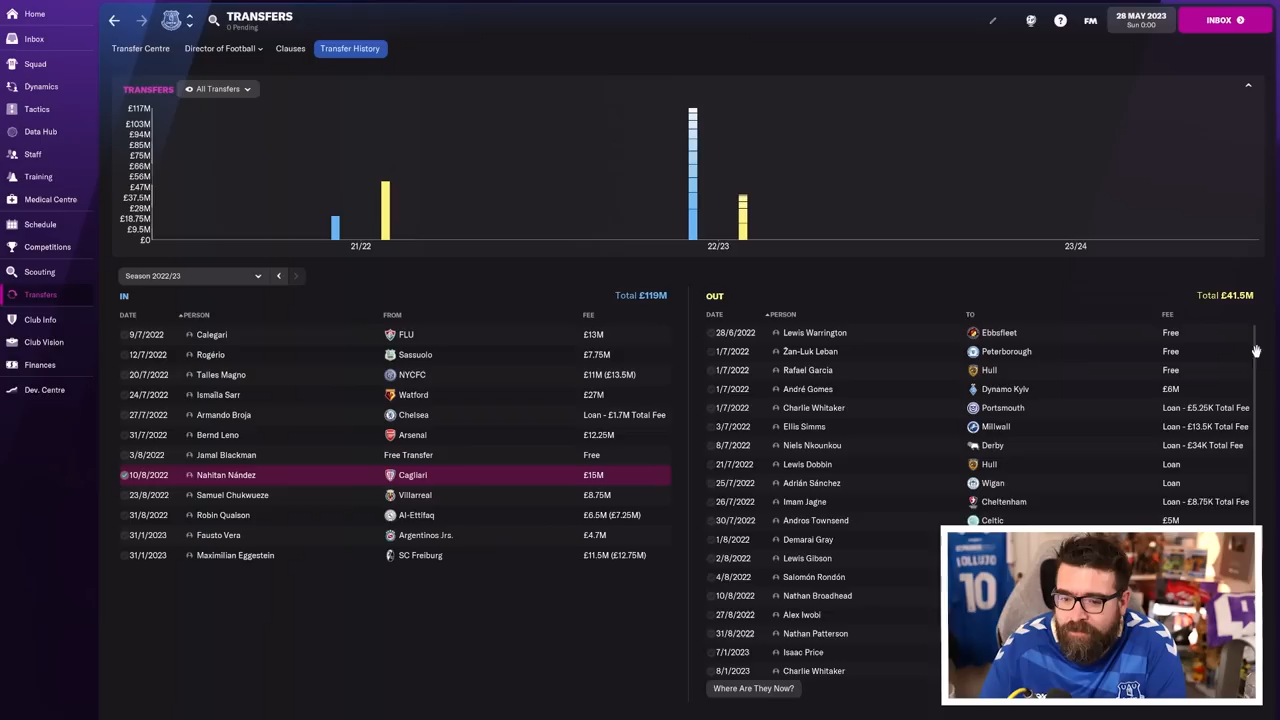 Home
Inbox
Squad
Dynamics
Tactics
Data Hub
Staff
Training
Medical Centre
Schedule
Competitions
Scouting
Transfers
Club Info
Club Vision
Finances
Dev. Centre
TRANSFERS
0 Pending
FM
28 MAY 2023
Sun 0:00
INBOX
Transfer Centre Director of Football Clauses Transfer History
TRANSFERS All Transfers
£117M
£103M
£94M
£85M
£75M
£66M
£56M
£47M
£37.5M
£28M
£18.75M
£9.5M
£0
21/22 22/23 23/24
Season 2022/23
IN Total £119M
DATE PERSON FROM FEE
9/7/2022 Calegari FLU £13M
12/7/2022 Rogério Sassuolo £7.75M
20/7/2022 Talles Magno NYCFC £11M (£13.5M)
24/7/2022 Ismaïla Sarr Watford £27M
27/7/2022 Armando Broja Chelsea Loan - £1.7M Total Fee
31/7/2022 Bernd Leno Arsenal £12.25M
3/8/2022 Jamal Blackman Free Transfer Free
10/8/2022 Nahitan Nández Cagliari £15M
23/8/2022 Samuel Chukwueze Villarreal £8.75M
31/8/2022 Robin Quaison Al-Ettifaq £6.5M (£7.25M)
31/1/2023 Fausto Vera Argentinos Jrs. £4.7M
31/1/2023 Maximilian Eggestein SC Freiburg £11.5M (£12.75M)
OUT Total £41.5M
DATE PERSON TO FEE
28/6/2022 Lewis Warrington Ebbsfleet Free
1/7/2022 Žan-Luk Leban Peterborough Free
1/7/2022 Rafael Garcia Hull Free
1/7/2022 André Gomes Dynamo Kyiv £6M
1/7/2022 Charlie Whitaker Portsmouth Loan - £5.25K Total Fee
3/7/2022 Ellis Simms Millwall Loan - £13.5K Total Fee
8/7/2022 Niels Nkounkou Derby Loan - £34K Total Fee
21/7/2022 Lewis Dobbin Hull Loan
25/7/2022 Adrián Sánchez Wigan Loan
26/7/2022 Imam Jagne Cheltenham Loan - £8.75K Total Fee
30/7/2022 Andros Townsend Celtic £5M
1/8/2022 Demarai Gray
2/8/2022 Lewis Gibson
4/8/2022 Salomón Rondón
10/8/2022 Nathan Broadhead
27/8/2022 Alex Iwobi
31/8/2022 Nathan Patterson
7/1/2023 Isaac Price
8/1/2023 Charlie Whitaker
Where Are They Now?
LOLLUJO
10